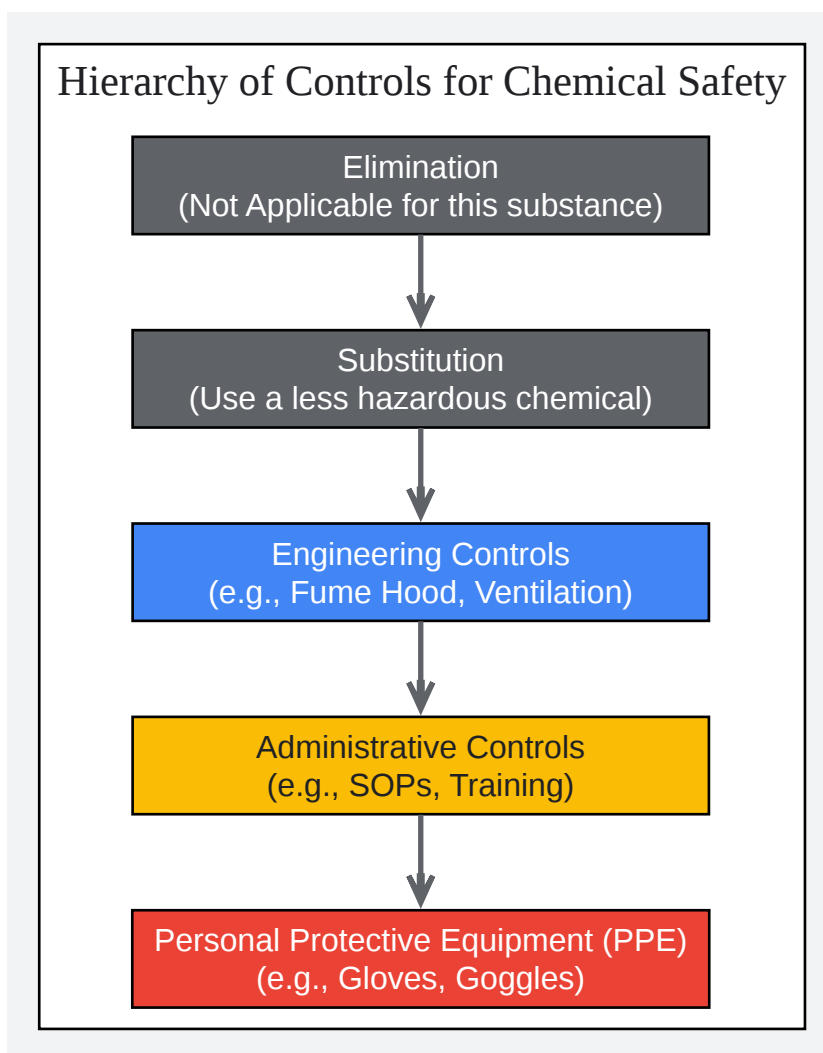 Hierarchy of Controls for Chemical Safety
Elimination
(Not Applicable for this substance)
Substitution
(Use a less hazardous chemical)
Engineering Controls
(e.g., Fume Hood, Ventilation)
Administrative Controls
(e.g., SOPs, Training)
Personal Protective Equipment (PPE)
(e.g., Gloves, Goggles)